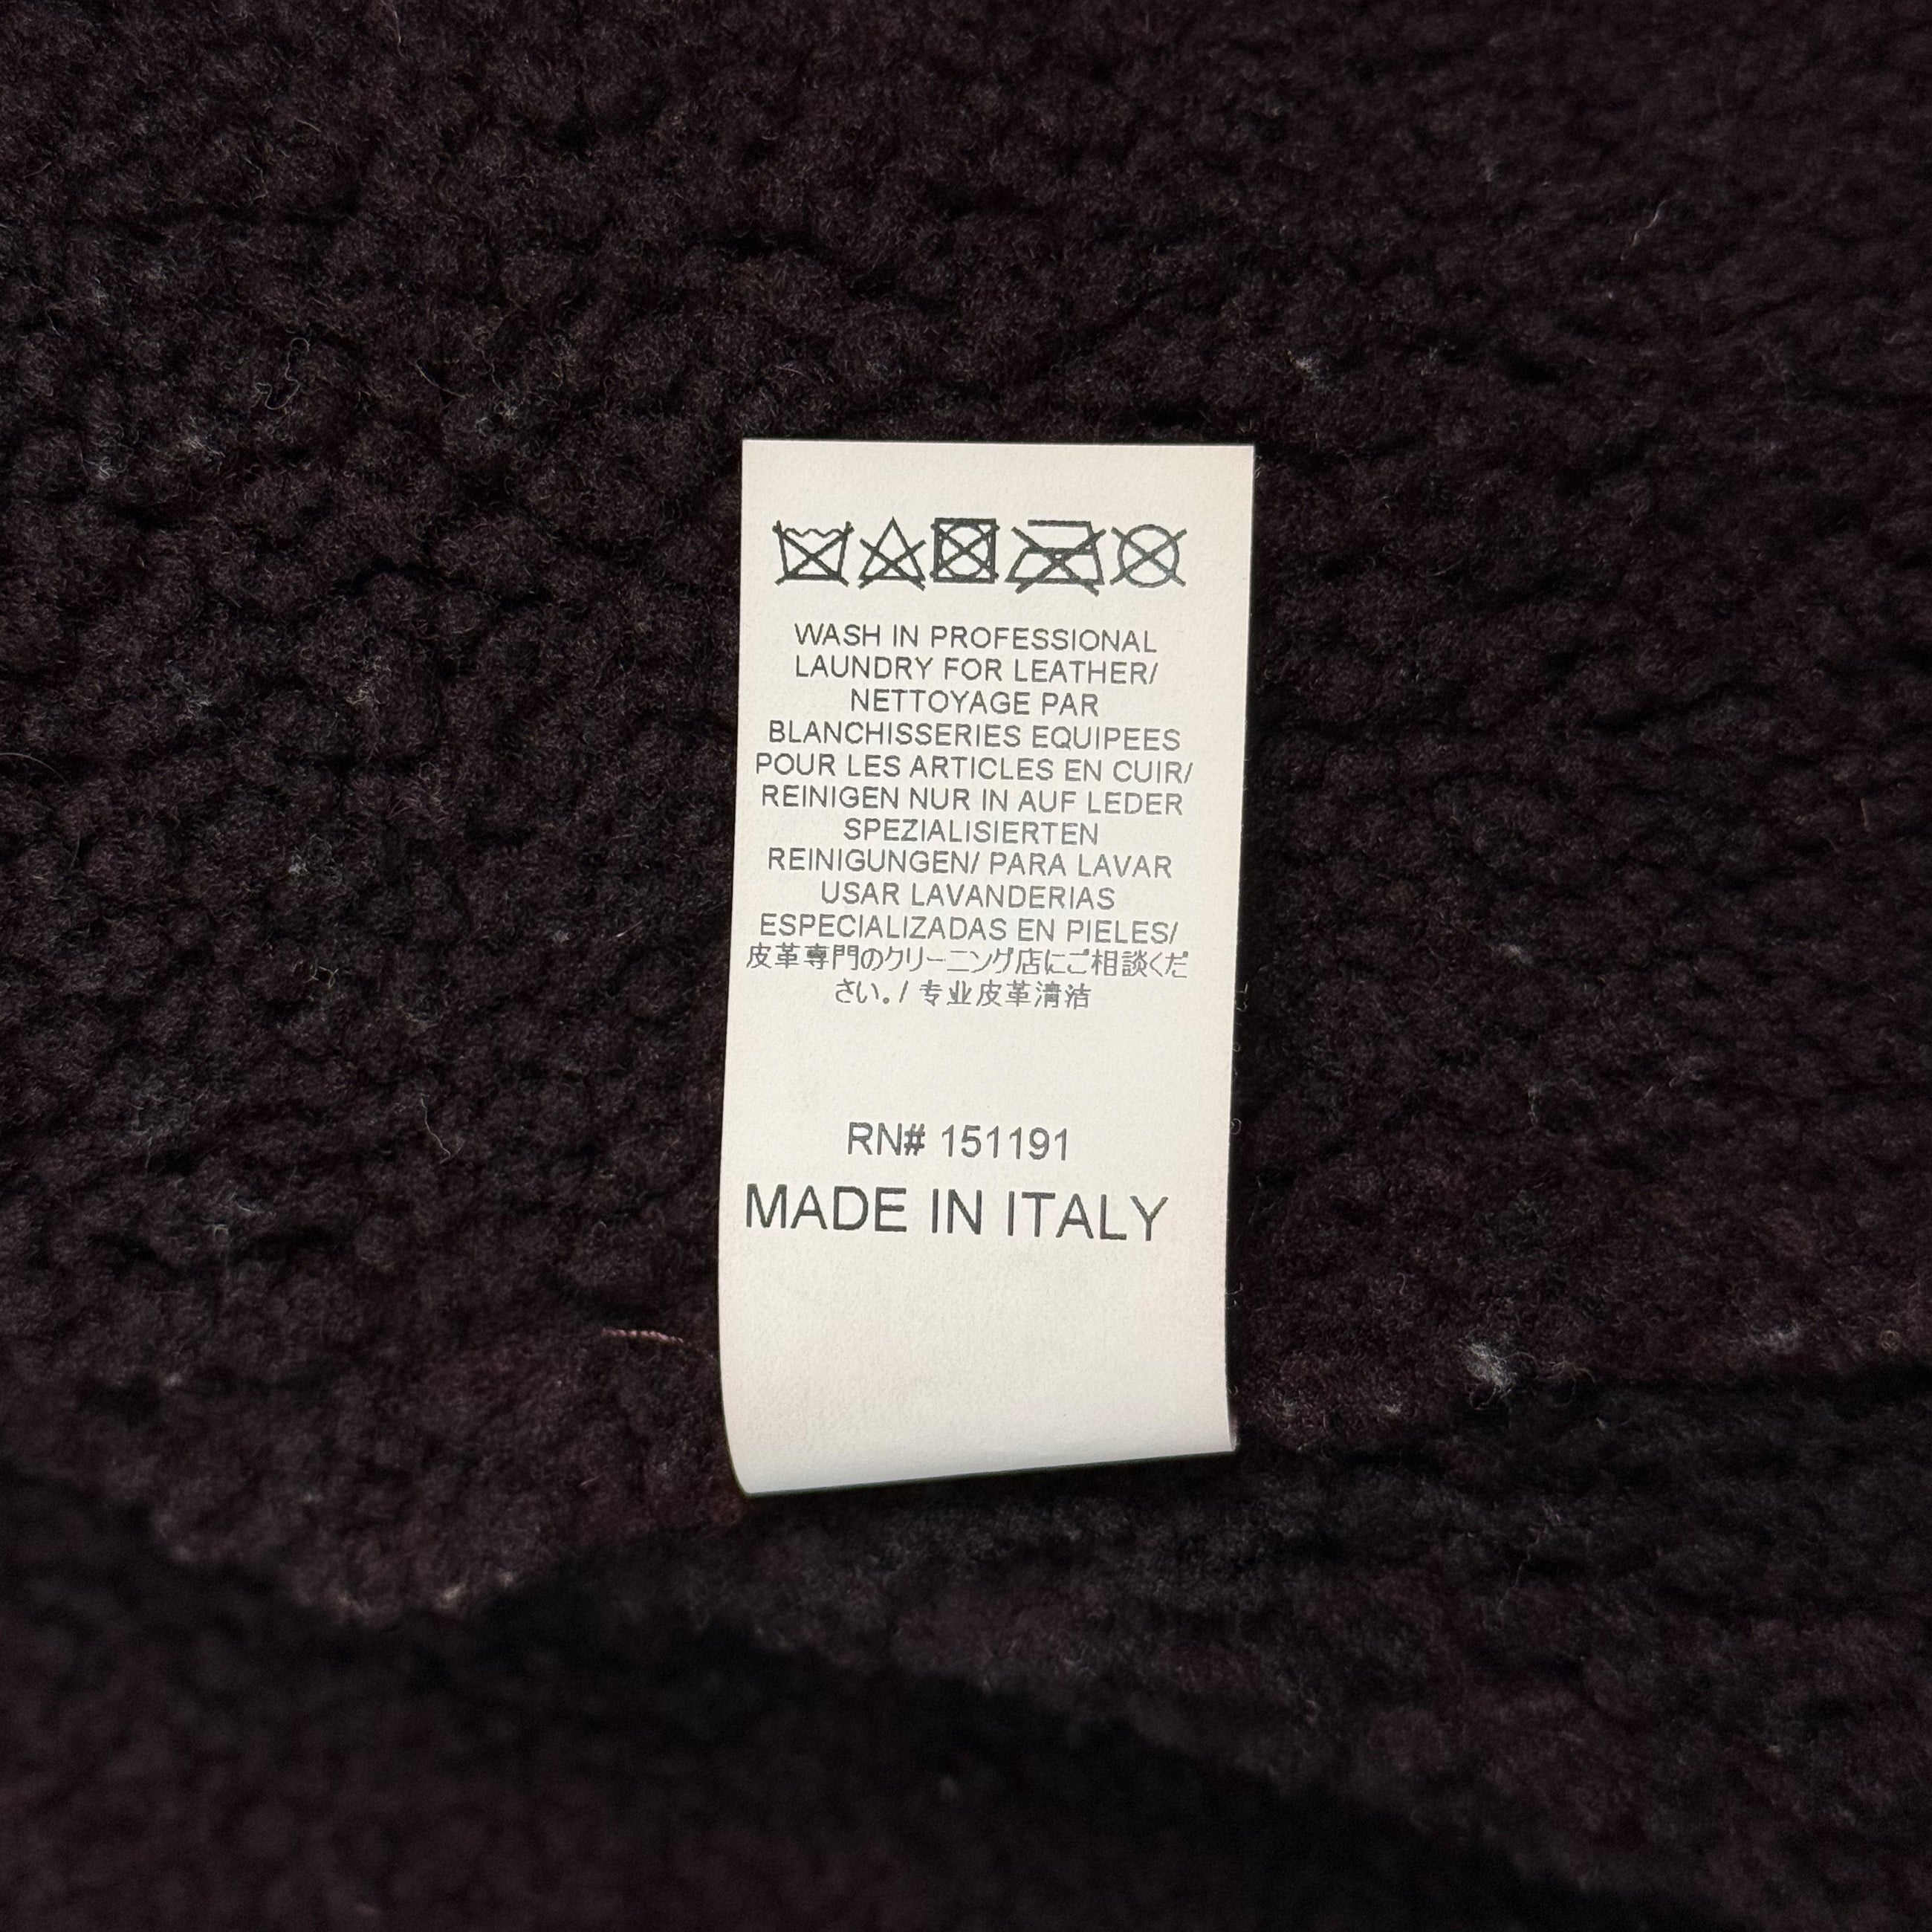 WASH IN PROFESSIONAL
LAUNDRY FOR LEATHER/
NETTOYAGE PAR
BLANCHISSERIES EQUIPEES
POUR LES ARTICLES EN CUIR/
REINIGEN NUR IN AUF LEDER
SPEZIALISIERTEN
REINIGUNGEN/ PARA LAVAR
USAR LAVANDERIAS
ESPECIALIZADAS EN PIELES/
皮革専門のクリーニング店にご相談くだ
さい。/ 专业皮革清洁
RN# 151191
MADE IN ITALY